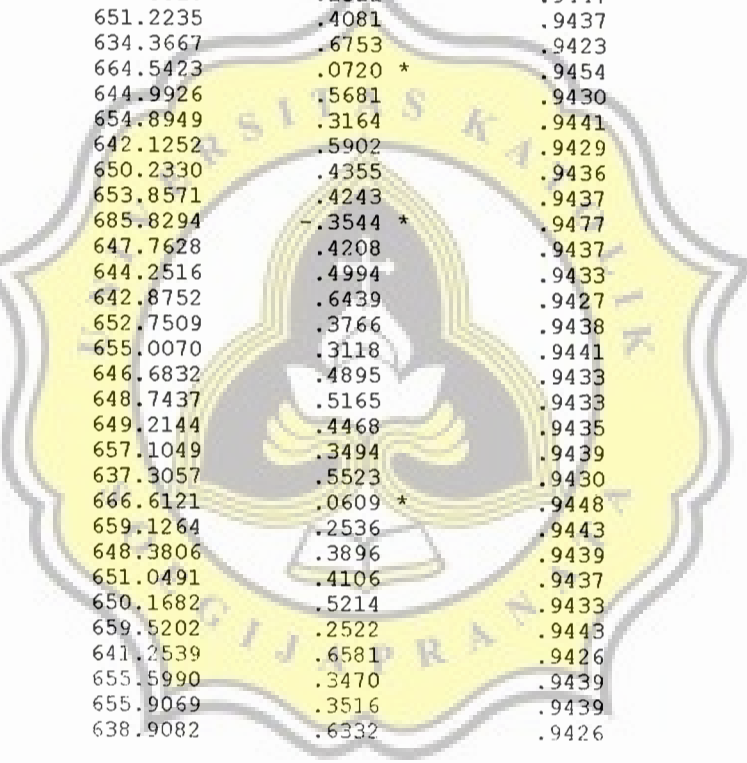 651.2235 .4081 .9437
634.3667 .6753 .9423
664.5423 .0720 * .9454
644.9926 .5681 .9430
654.8949 .3164 .9441
642.1252 .5902 .9429
650.2330 .4355 .9436
653.8571 .4243 .9437
685.8294 -.3544 * .9477
647.7628 .4208 .9437
644.2516 .4994 .9433
642.8752 .6439 .9427
652.7509 .3766 .9438
655.0070 .3118 .9441
646.6832 .4895 .9433
648.7437 .5165 .9433
649.2144 .4468 .9435
657.1049 .3494 .9439
637.3057 .5523 .9430
666.6121 .0609 * .9448
659.1264 .2536 .9443
648.3806 .3896 .9439
651.0491 .4106 .9437
650.1682 .5214 .9433
659.5202 .2522 .9443
641.2539 .6581 .9426
655.5990 .3470 .9439
655.9069 .3516 .9439
638.9082 .6332 .9426